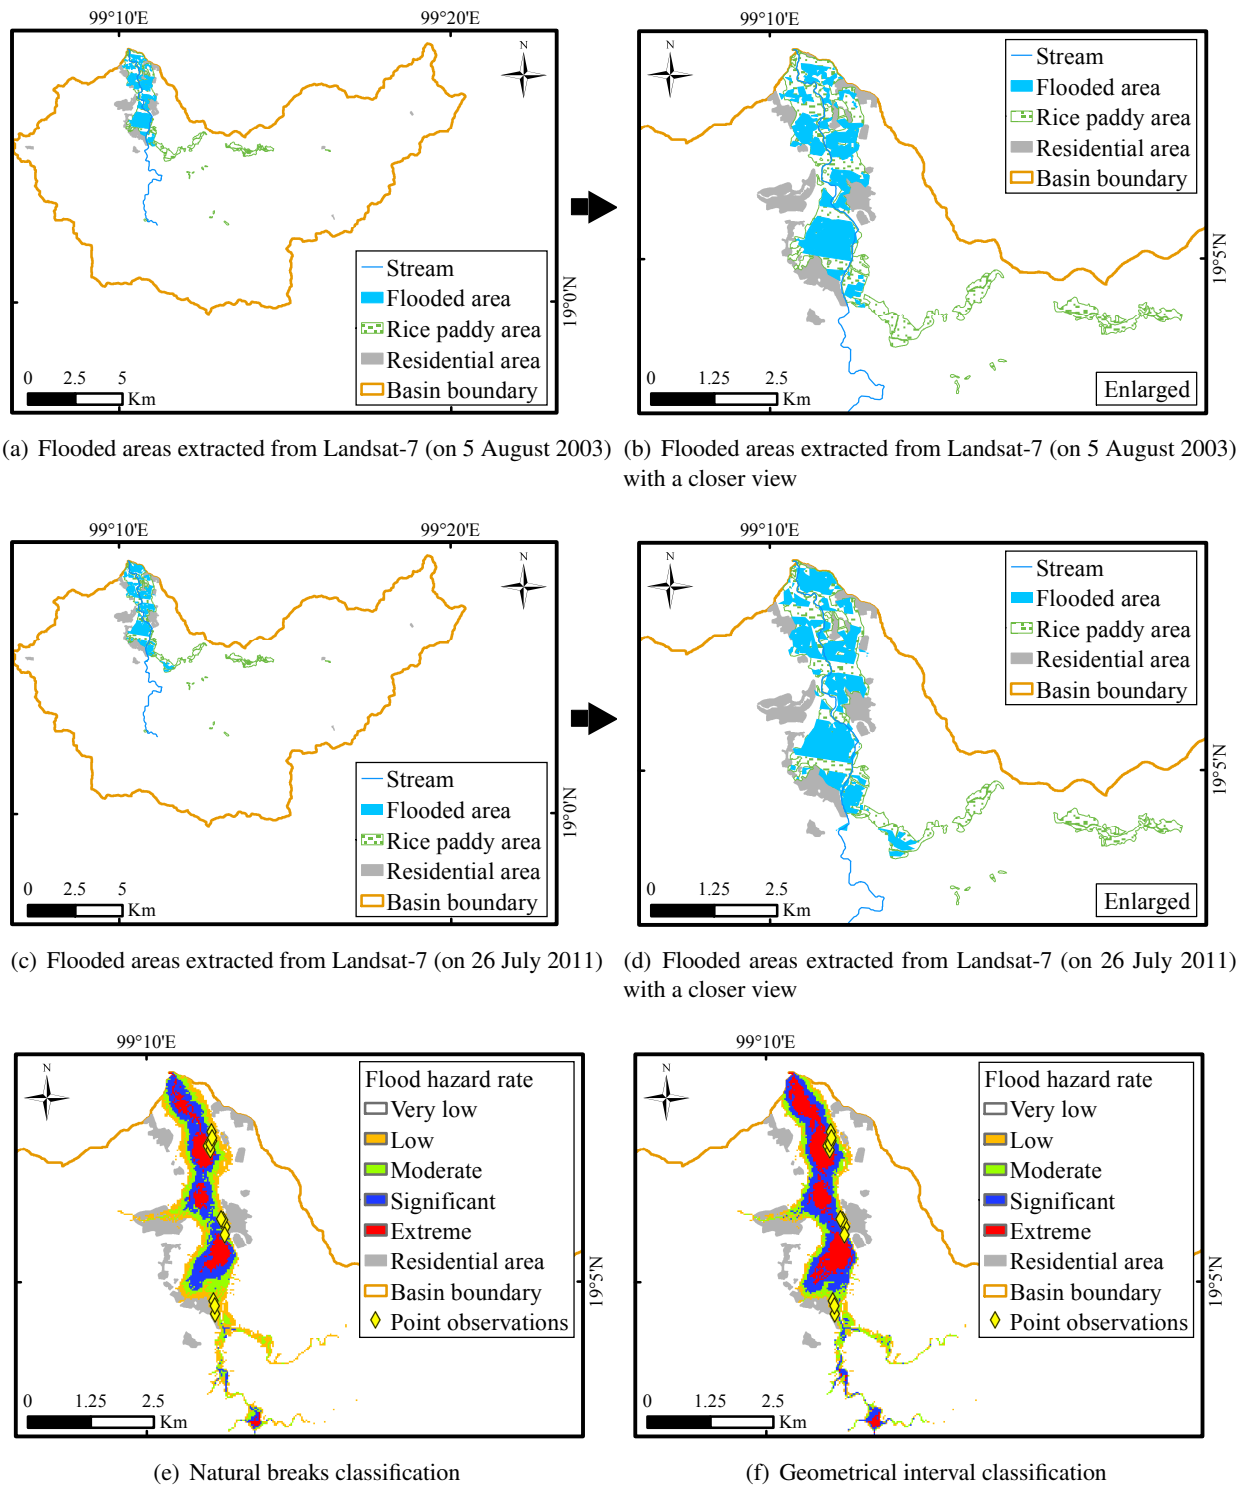 99°10'E 99°20'E
N
Stream
Flooded area
Rice paddy area
Residential area
Basin boundary
0 2.5 5
Km
19°0'N
99°10'E
N
Stream
Flooded area
Rice paddy area
Residential area
Basin boundary
0 1.25 2.5
Km
Enlarged
19°5'N
(a) Flooded areas extracted from Landsat-7 (on 5 August 2003)
(b) Flooded areas extracted from Landsat-7 (on 5 August 2003)
with a closer view
99°10'E 99°20'E
N
Stream
Flooded area
Rice paddy area
Residential area
Basin boundary
0 2.5 5
Km
19°0'N
99°10'E
N
Stream
Flooded area
Rice paddy area
Residential area
Basin boundary
0 1.25 2.5
Km
Enlarged
19°5'N
(c) Flooded areas extracted from Landsat-7 (on 26 July 2011)
(d) Flooded areas extracted from Landsat-7 (on 26 July 2011)
with a closer view
99°10'E
N
Flood hazard rate
Very low
Low
Moderate
Significant
Extreme
Residential area
Basin boundary
Point observations
0 1.25 2.5
Km
19°5'N
99°10'E
N
Flood hazard rate
Very low
Low
Moderate
Significant
Extreme
Residential area
Basin boundary
Point observations
0 1.25 2.5
Km
19°5'N
(e) Natural breaks classification
(f) Geometrical interval classification